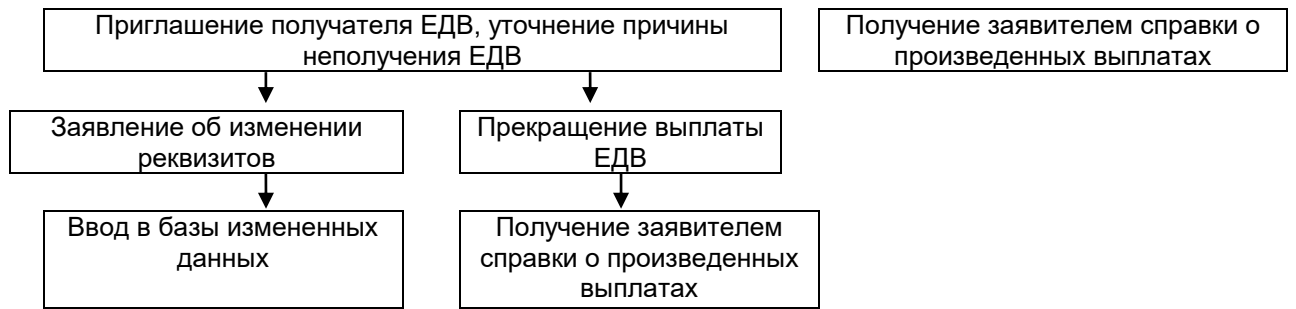 Приглашение получателя ЕДВ, уточнение причины
неполучения ЕДВ
Получение заявителем справки о
произведенных выплатах
Заявление об изменении
реквизитов
Прекращение выплаты
ЕДВ
Ввод в базы измененных
данных
Получение заявителем
справки о произведенных
выплатах